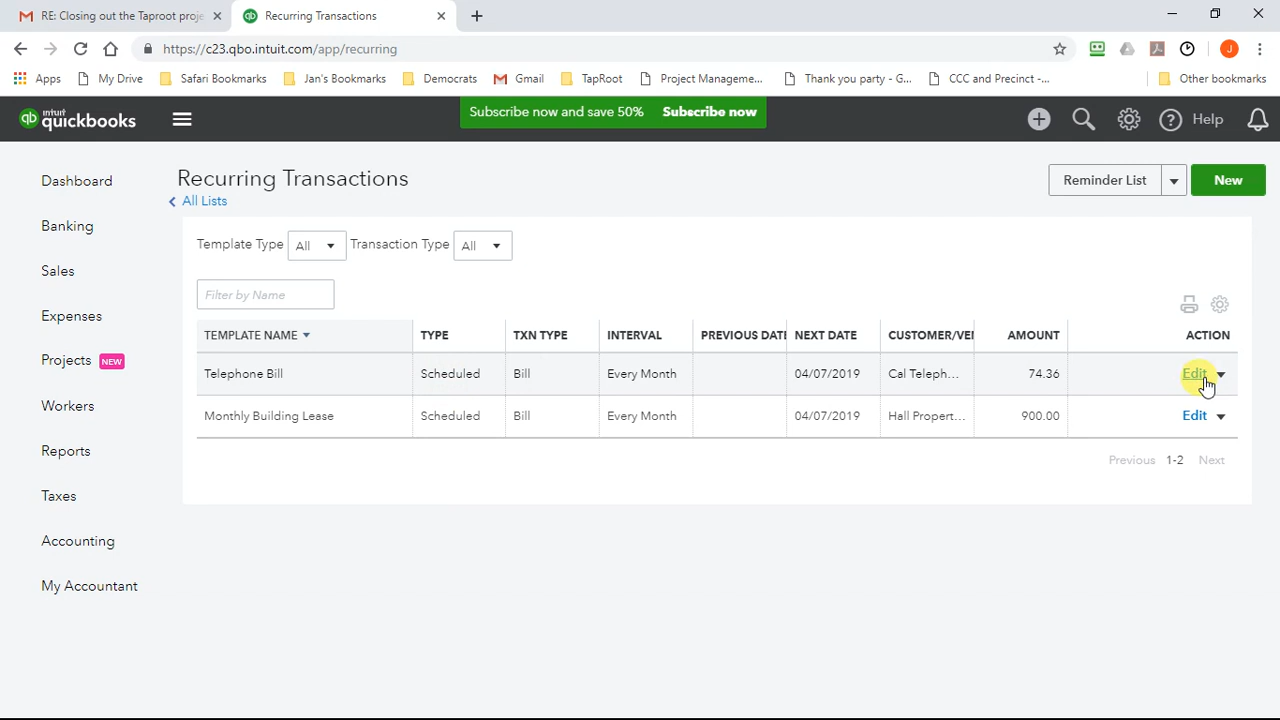 RE: Closing out the Taproot proje
Recurring Transactions
https://c23.qbo.intuit.com/app/recurring
J
Apps
My Drive
Safari Bookmarks
Jan's Bookmarks
Democrats
Gmail
TapRoot
Project Manageme...
Thank you party - G...
CCC and Precinct -...
Other bookmarks
intuit
quickbooks
Subscribe now and save 50% Subscribe now
Help
Dashboard
Banking
Sales
Expenses
Projects NEW
Workers
Reports
Taxes
Accounting
My Accountant
Recurring Transactions
All Lists
Reminder List
New
Template Type All Transaction Type All
Filter by Name
TEMPLATE NAME TYPE TXN TYPE INTERVAL PREVIOUS DATE NEXT DATE CUSTOMER/VEN AMOUNT ACTION
Telephone Bill Scheduled Bill Every Month 04/07/2019 Cal Teleph... 74.36 Edit
Monthly Building Lease Scheduled Bill Every Month 04/07/2019 Hall Propert... 900.00 Edit
Previous 1-2 Next